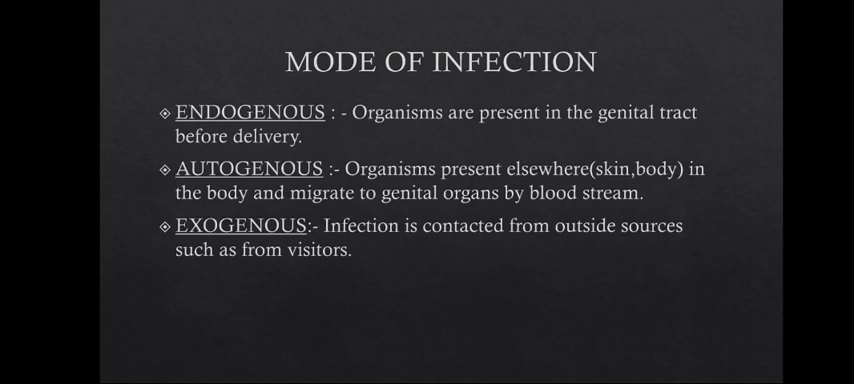 MODE OF INFECTION
ENDOGENOUS : - Organisms are present in the genital tract
before delivery.
AUTOGENOUS :- Organisms present elsewhere(skin,body) in
the body and migrate to genital organs by blood stream.
EXOGENOUS:- Infection is contacted from outside sources
such as from visitors.